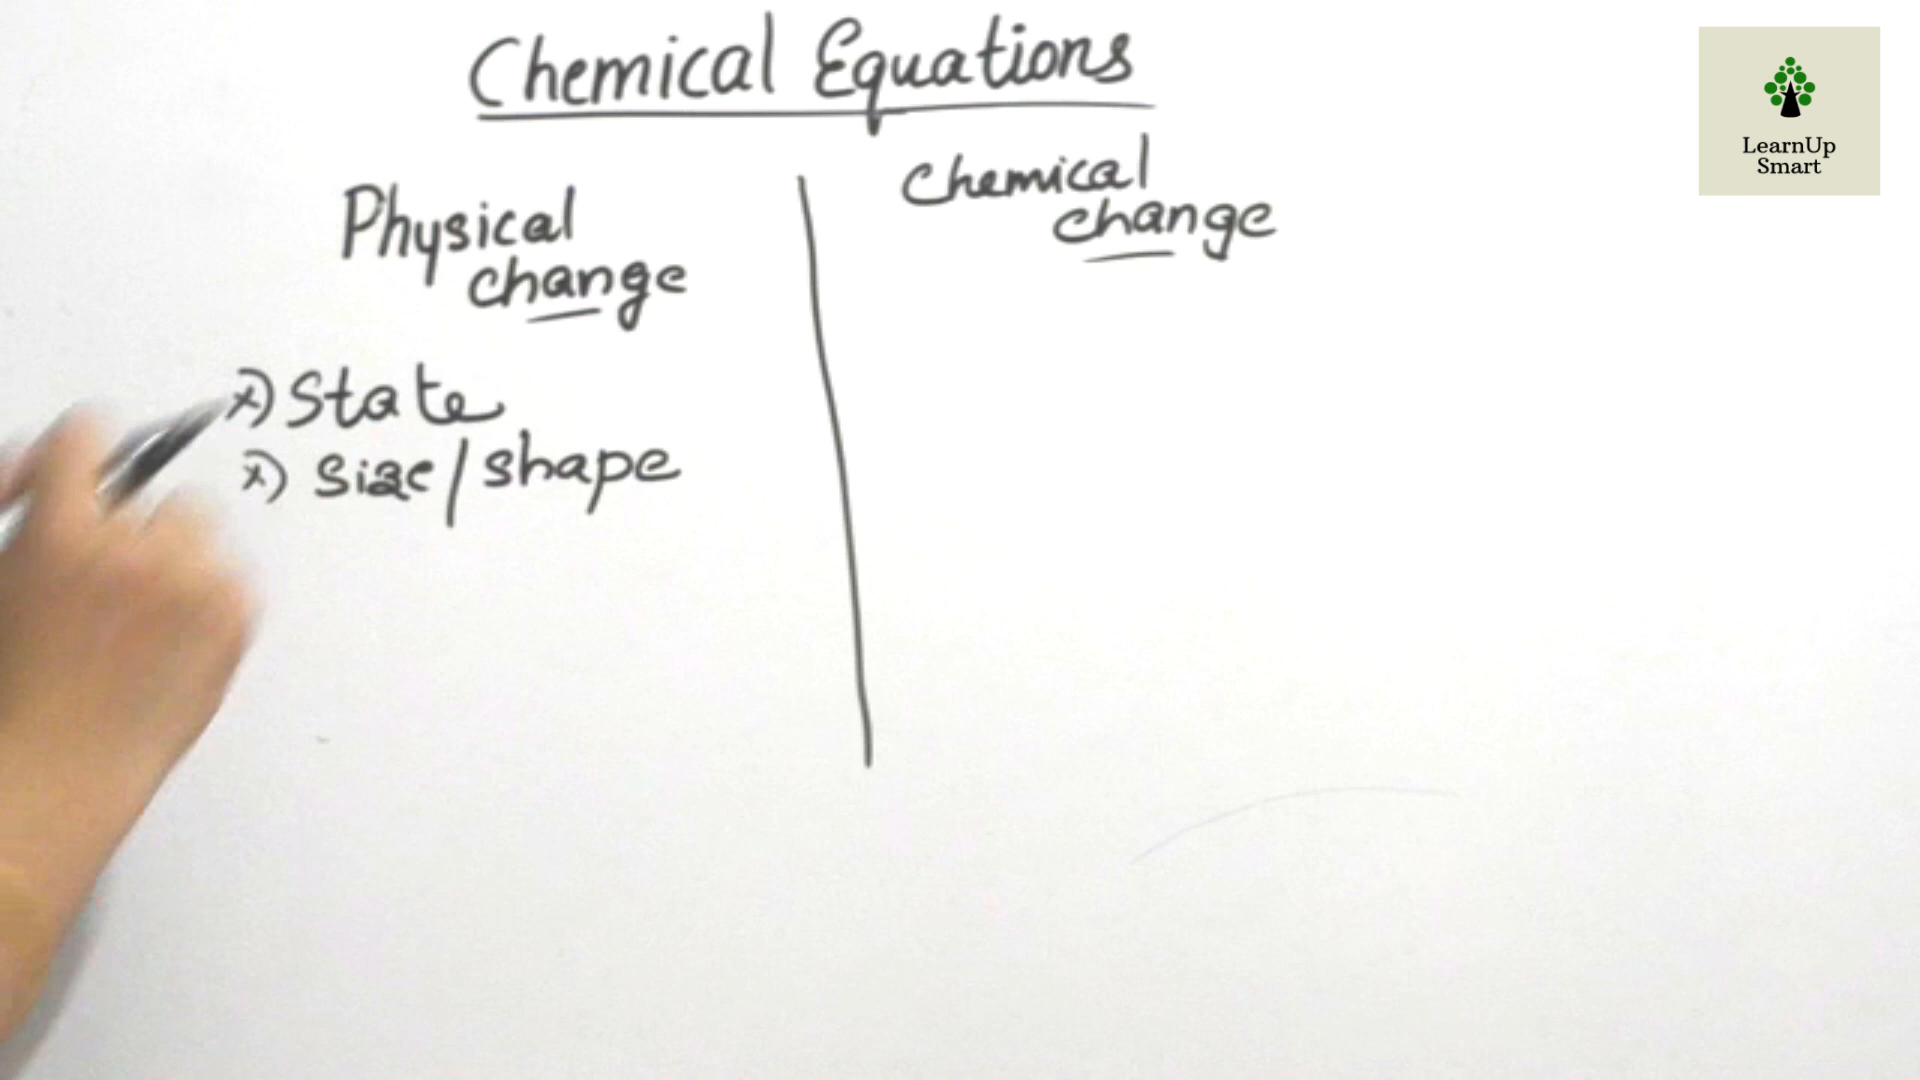 Chemical Equations
Physical
change
x) State
x) Size/shape
Chemical
change
LearnUp
Smart